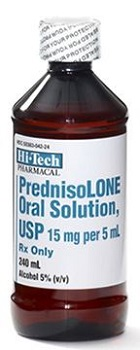 Hi-Tech
PHARMACAL
PrednisoLONE
Oral Solution,
USP 15 mg per 5 mL
Rx Only
240 mL
Alcohol 5% (v/v)